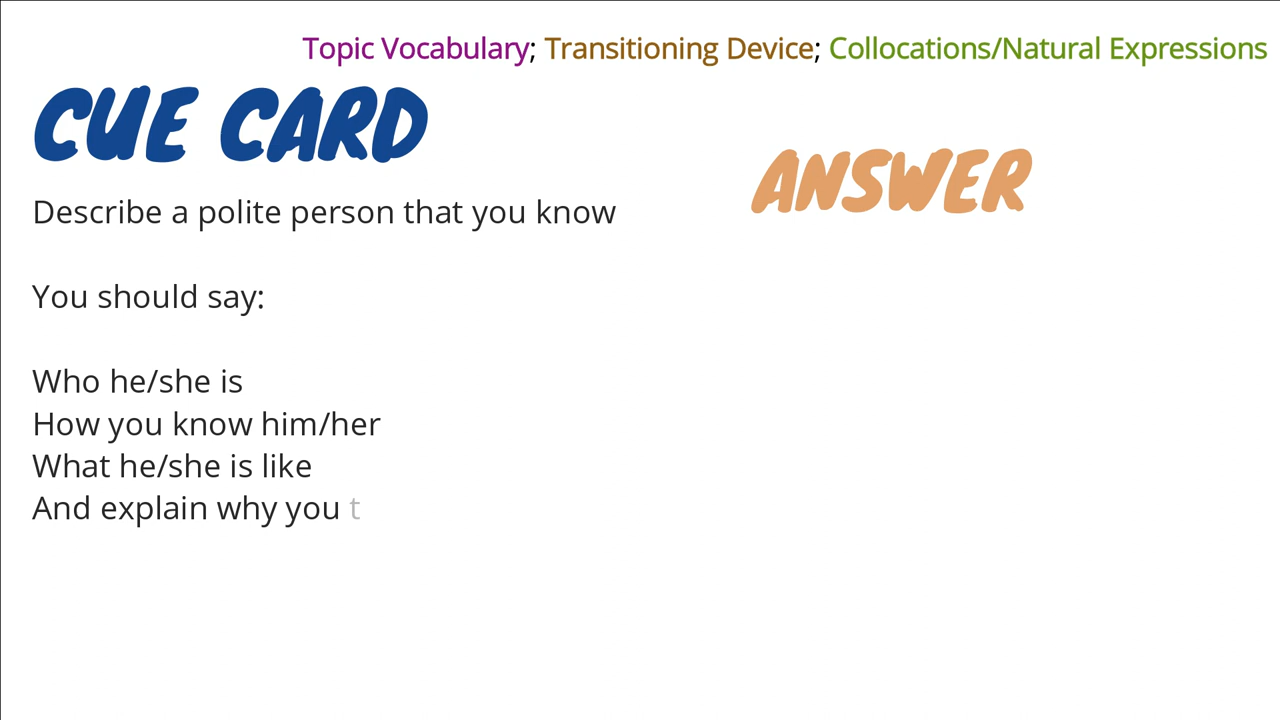 Topic Vocabulary; Transitioning Device; Collocations/Natural Expressions
CUE CARD
ANSWER
Describe a polite person that you know
You should say:
Who he/she is
How you know him/her
What he/she is like
And explain why you t